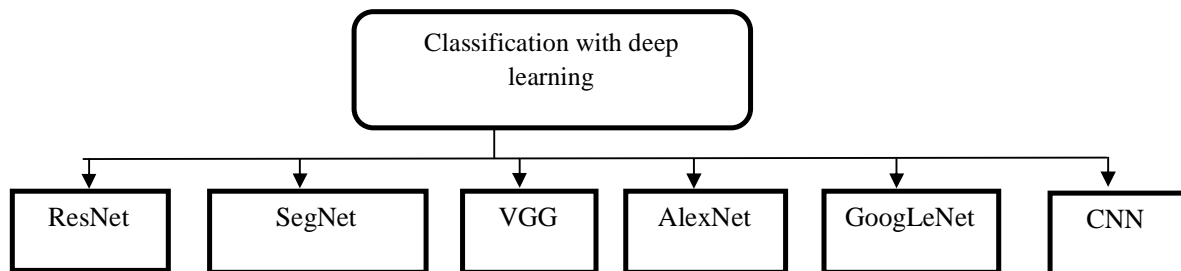 Classification with deep
learning
ResNet
SegNet
VGG
AlexNet
GoogLeNet
CNN